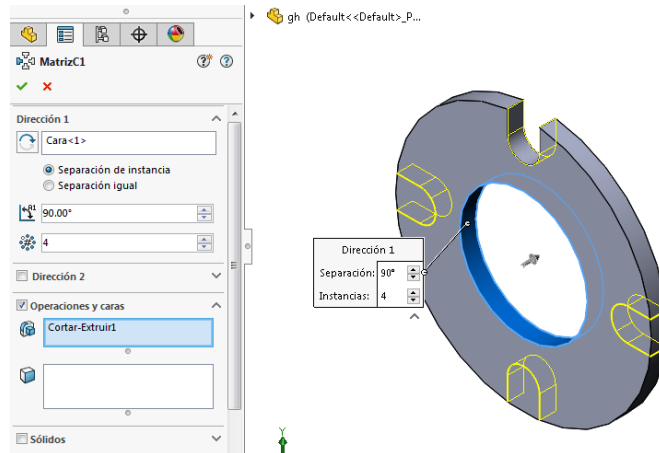 gh (Default<<Default>_P...
MatrizC1
Dirección 1
Cara<1>
Separación de instancia
Separación igual
90.00°
4
Dirección 2
Operaciones y caras
Cortar-Extruir1
Sólidos
Dirección 1
Separación: 90°
Instancias: 4
Y